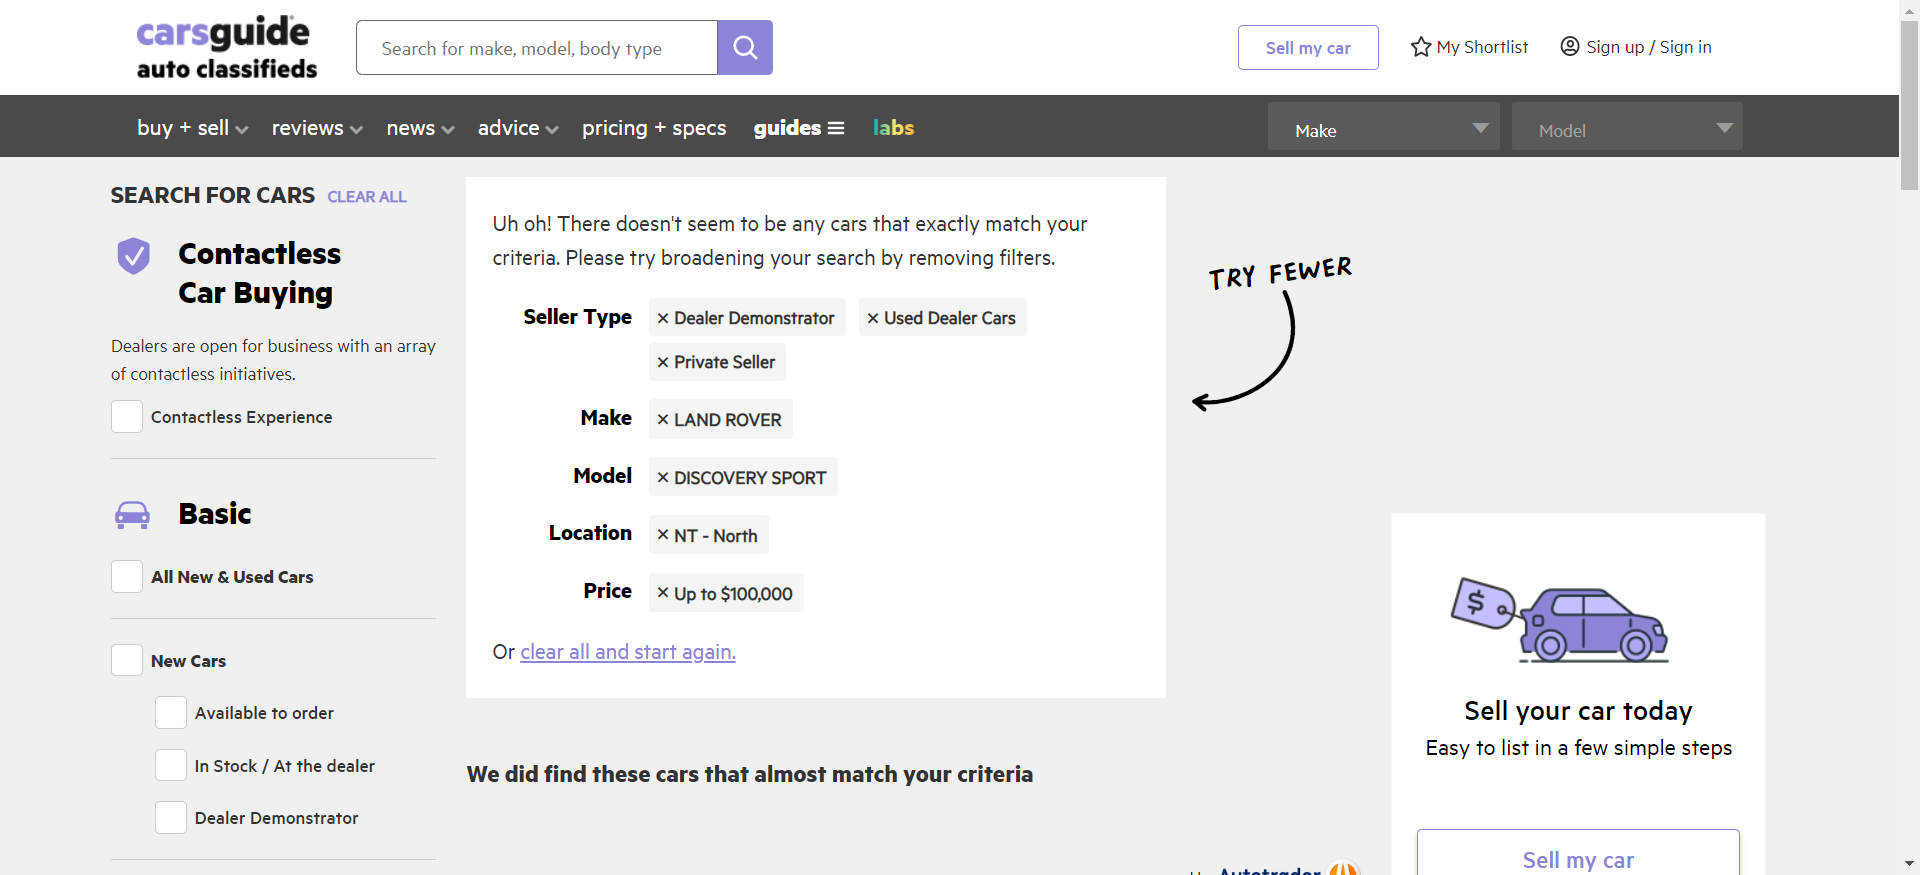 carsguide
auto classifieds
Search for make, model, body type
Sell my car
My Shortlist
Sign up / Sign in
buy + sell
reviews
news
advice
pricing + specs
guides
labs
Make
Model
SEARCH FOR CARS CLEAR ALL
Contactless
Car Buying
Dealers are open for business with an array
of contactless initiatives.
Contactless Experience
Basic
All New & Used Cars
New Cars
Available to order
In Stock / At the dealer
Dealer Demonstrator
Uh oh! There doesn't seem to be any cars that exactly match your
criteria. Please try broadening your search by removing filters.
Seller Type × Dealer Demonstrator × Used Dealer Cars
× Private Seller
Make × LAND ROVER
Model × DISCOVERY SPORT
Location × NT - North
Price × Up to $100,000
Or clear all and start again.
TRY FEWER
We did find these cars that almost match your criteria
$
Sell your car today
Easy to list in a few simple steps
Sell my car
Autotrader